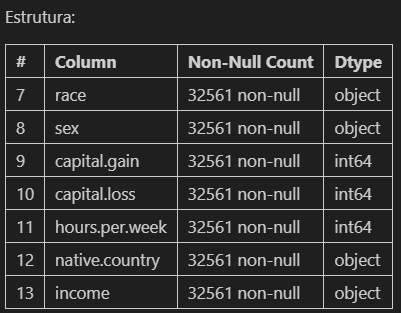 Estrutura:
# Column Non-Null Count Dtype
7 race 32561 non-null object
8 sex 32561 non-null object
9 capital.gain 32561 non-null int64
10 capital.loss 32561 non-null int64
11 hours.per.week 32561 non-null int64
12 native.country 32561 non-null object
13 income 32561 non-null object